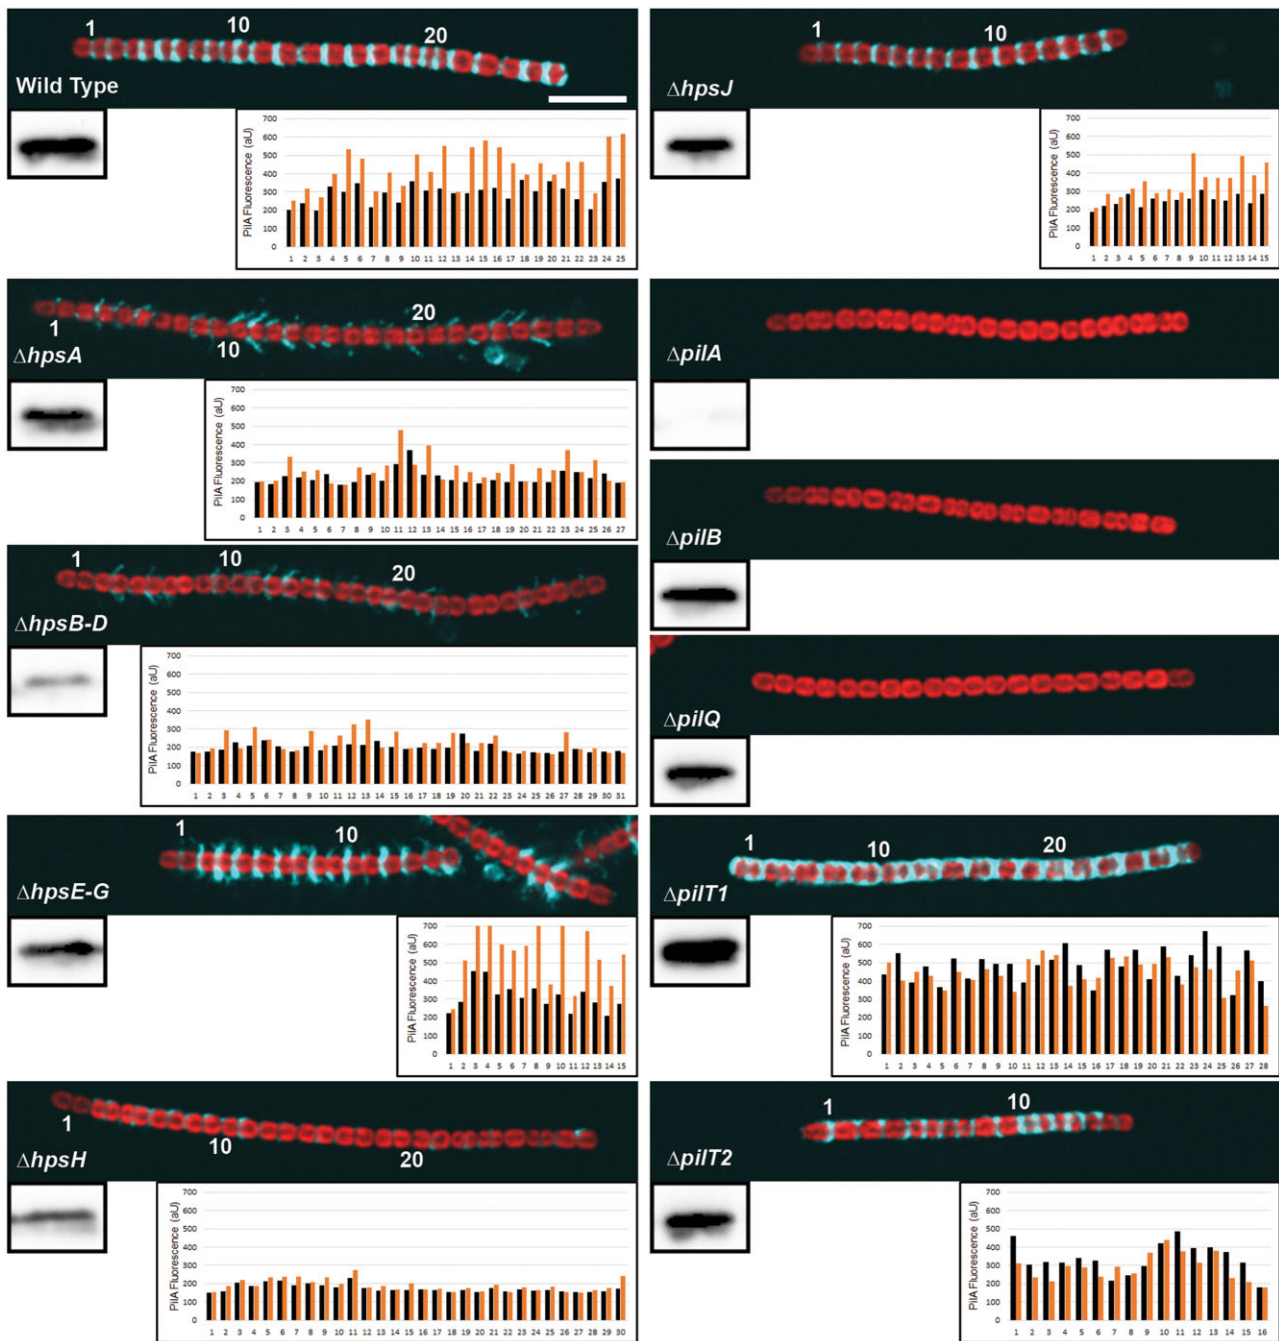 1 10 20
Wild Type
PilA Fluorescence (aU)
700
600
500
400
300
200
100
0
1 2 3 4 5 6 7 8 9 10 11 12 13 14 15 16 17 18 19 20 21 22 23 24 25
20
1
10
ΔhpsA
PilA Fluorescence (aU)
700
600
500
400
300
200
100
0
1 2 3 4 5 6 7 8 9 10 11 12 13 14 15 16 17 18 19 20 21 22 23 24 25 26 27
1 10 20
ΔhpsB-D
PilA Fluorescence (aU)
700
600
500
400
300
200
100
0
1 2 3 4 5 6 7 8 9 10 11 12 13 14 15 16 17 18 19 20 21 22 23 24 25 26 27 28 29 30 31
1 10
ΔhpsE-G
PilA Fluorescence (aU)
700
600
500
400
300
200
100
0
1 2 3 4 5 6 7 8 9 10 11 12 13 14 15
1
10 20
ΔhpsH
PilA Fluorescence (aU)
700
600
500
400
300
200
100
0
1 2 3 4 5 6 7 8 9 10 11 12 13 14 15 16 17 18 19 20 21 22 23 24 25 26 27 28 29 30
1 10
ΔhpsJ
PilA Fluorescence (aU)
700
600
500
400
300
200
100
0
1 2 3 4 5 6 7 8 9 10 11 12 13 14 15
ΔpilA
ΔpilB
ΔpilQ
1 10 20
ΔpilT1
PilA Fluorescence (aU)
700
600
500
400
300
200
100
0
1 2 3 4 5 6 7 8 9 10 11 12 13 14 15 16 17 18 19 20 21 22 23 24 25 26 27 28
1 10
ΔpilT2
PilA Fluorescence (aU)
700
600
500
400
300
200
100
0
1 2 3 4 5 6 7 8 9 10 11 12 13 14 15 16